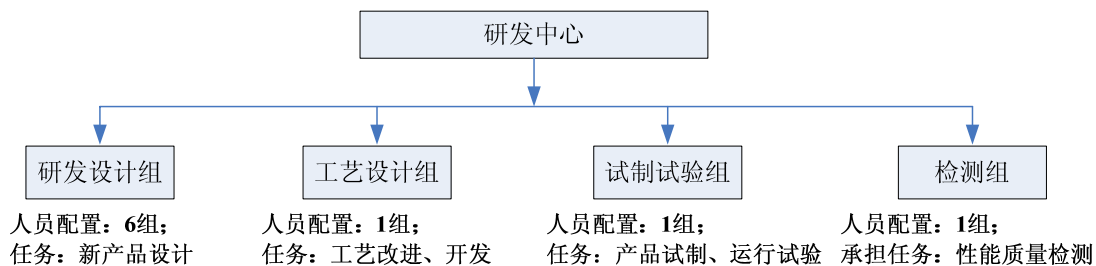 研发中心
研发设计组
工艺设计组
试制试验组
检测组
人员配置：6组；
任务：新产品设计
人员配置：1组；
任务：工艺改进、开发
人员配置：1组；
任务：产品试制、运行试验
人员配置：1组；
承担任务：性能质量检测